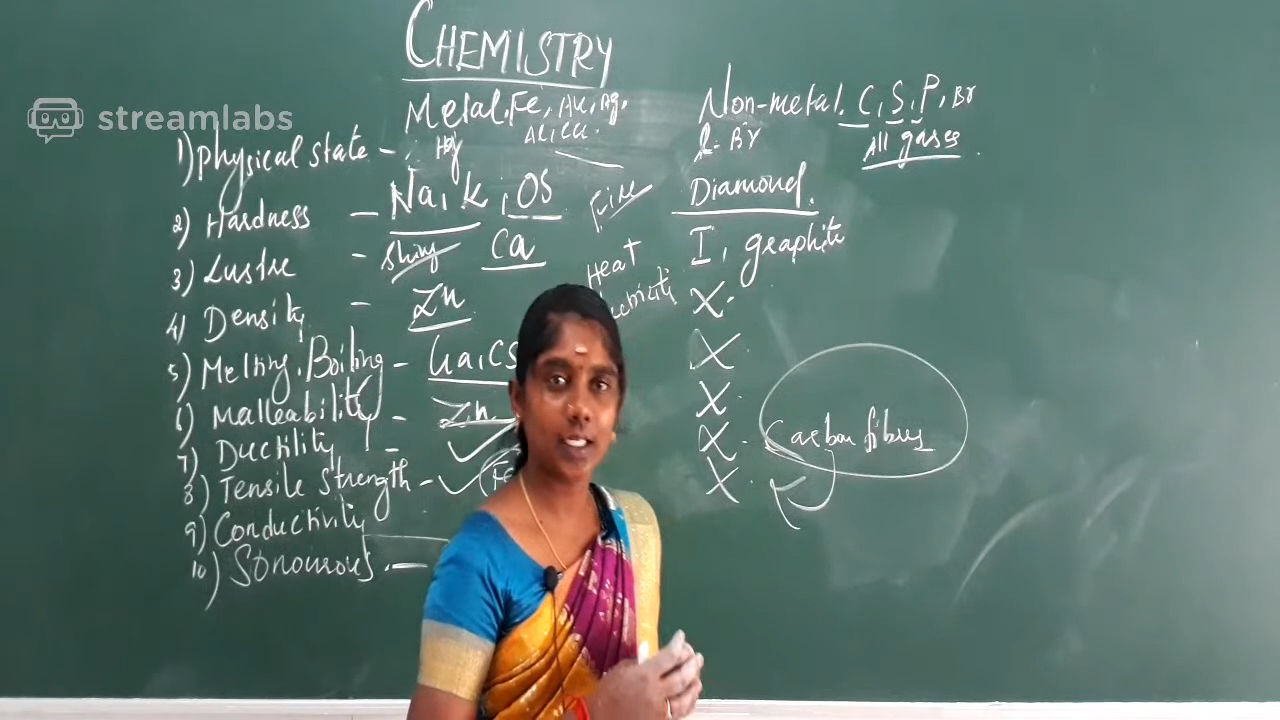 CHEMISTRY
streamlabs
Metal. Fe, Au, Ag,
Al, Cu.
Non-metal. C, S, P, Br
All gases
1) Physical state - Hg
Br
2) Hardness - Na, K, Os
Diamond.
Fire
3) Lustre - Shiny Ca
I, graphite
Heat
4) Density - Zn
X
5) Melting. Boiling - Ga, Cs
X
6) Malleability - Zn
X
7) Ductility - ✓
X Carbon fibres
8) Tensile Strength - ✓
X
9) Conductivity
10) Sonourous. -